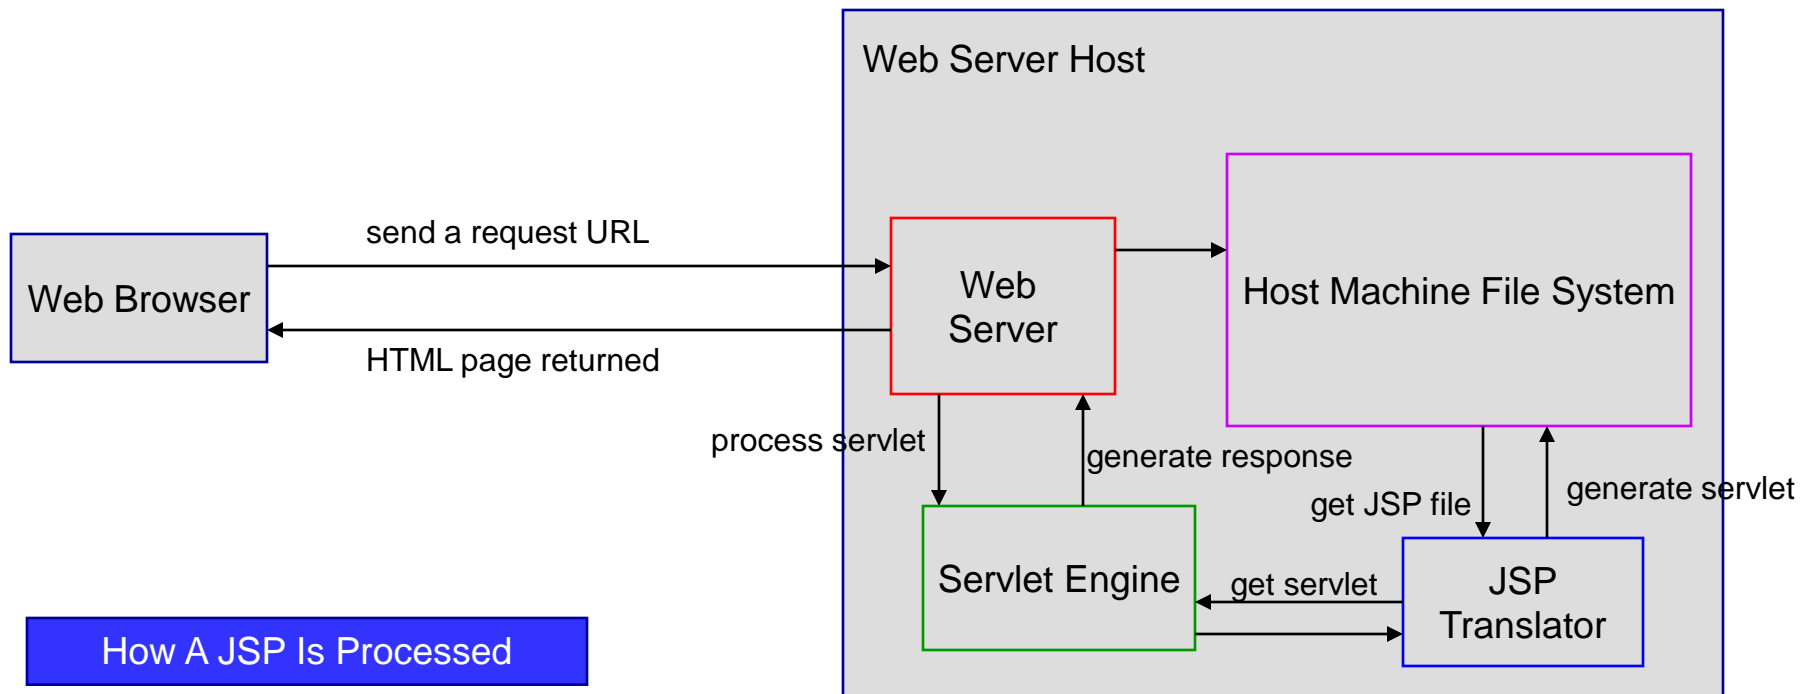 Web Server Host
send a request URL
Web Browser
Web
Server
Host Machine File System
HTML page returned
process servlet
generate response
get JSP file
generate servlet
Servlet Engine
get servlet
JSP
Translator
How A JSP Is Processed